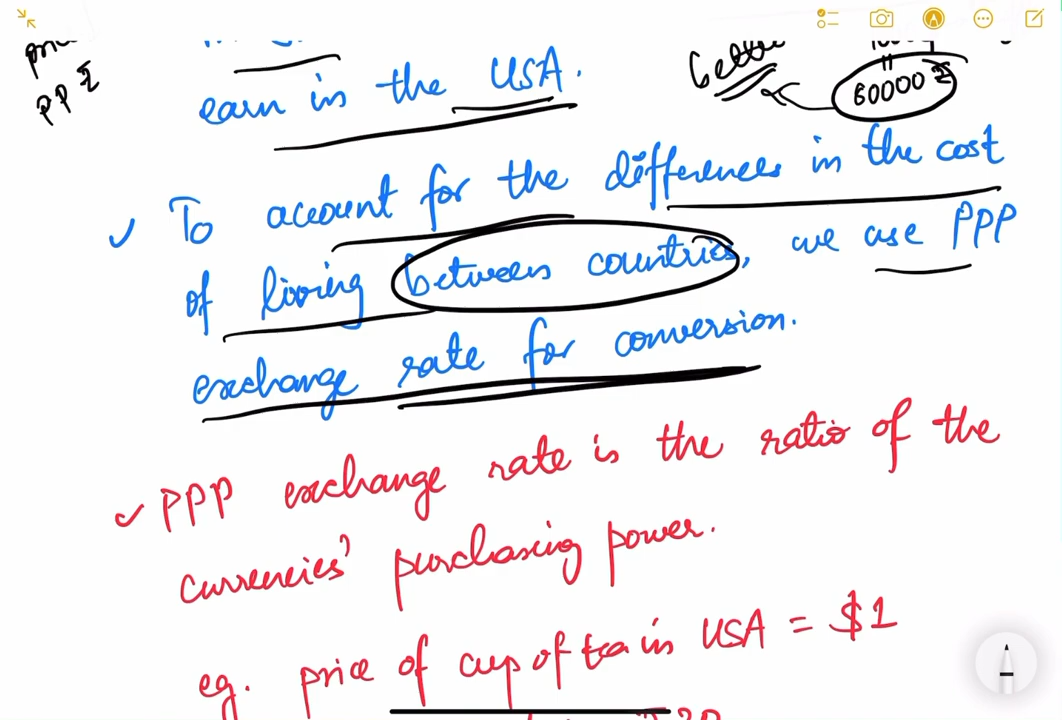 PP ₹
better
60000 ₹
earn in the USA.
✓ To account for the differences in the cost
of living between countries, we use PPP
exchange rate for conversion.
✓ PPP exchange rate is the ratio of the
currencies' purchasing power.
eg. price of cup of tea in USA = $1